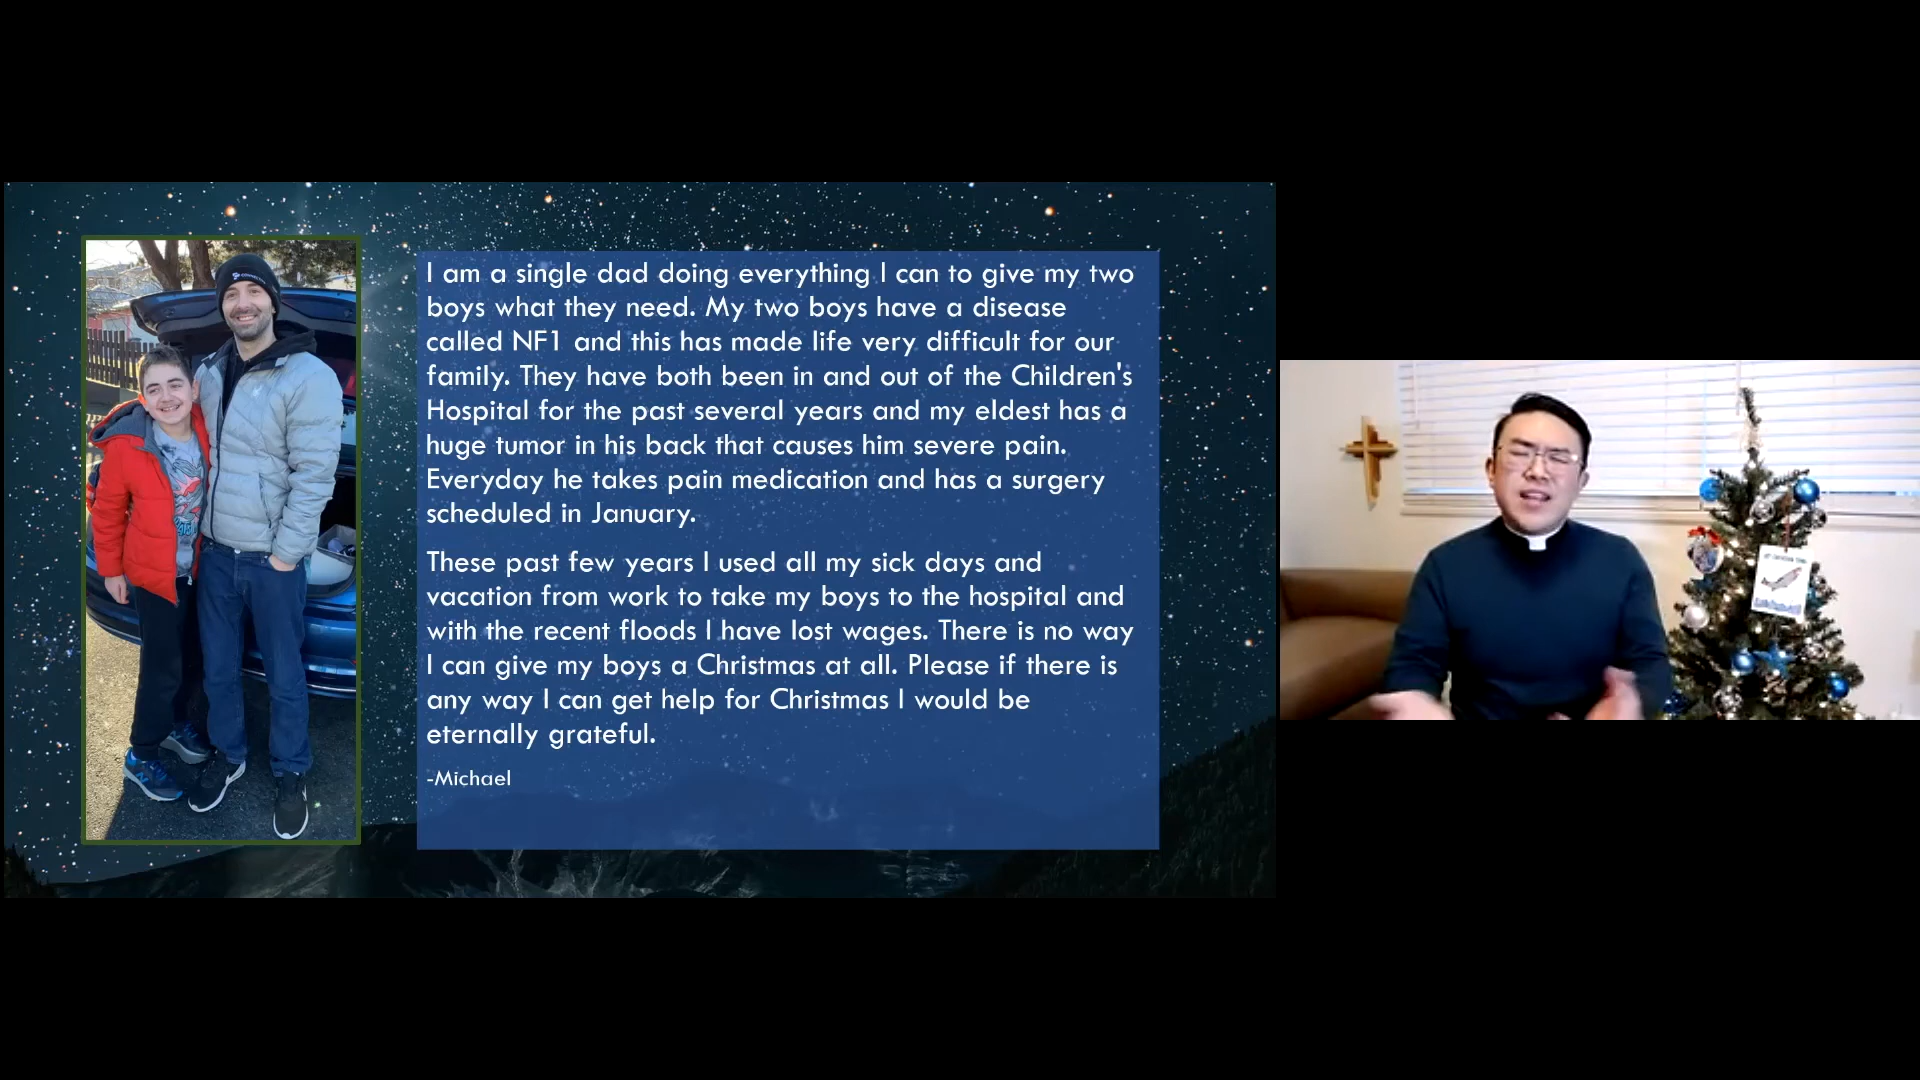 I am a single dad doing everything I can to give my two
boys what they need. My two boys have a disease
called NF1 and this has made life very difficult for our
family. They have both been in and out of the Children's
Hospital for the past several years and my eldest has a
huge tumor in his back that causes him severe pain.
Everyday he takes pain medication and has a surgery
scheduled in January.
These past few years I used all my sick days and
vacation from work to take my boys to the hospital and
with the recent floods I have lost wages. There is no way
I can give my boys a Christmas at all. Please if there is
any way I can get help for Christmas I would be
eternally grateful.
-Michael